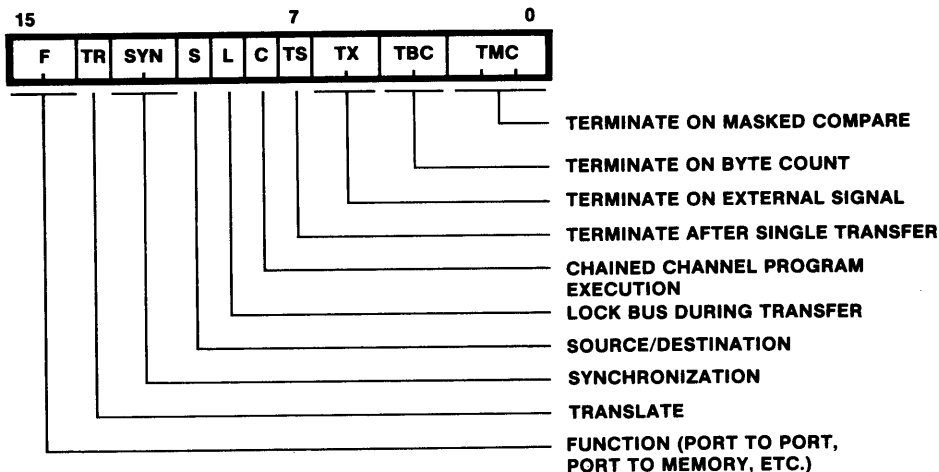 15 7 0
F TR SYN S L C TS TX TBC TMC
TERMINATE ON MASKED COMPARE
TERMINATE ON BYTE COUNT
TERMINATE ON EXTERNAL SIGNAL
TERMINATE AFTER SINGLE TRANSFER
CHAINED CHANNEL PROGRAM
EXECUTION
LOCK BUS DURING TRANSFER
SOURCE/DESTINATION
SYNCHRONIZATION
TRANSLATE
FUNCTION (PORT TO PORT,
PORT TO MEMORY, ETC.)